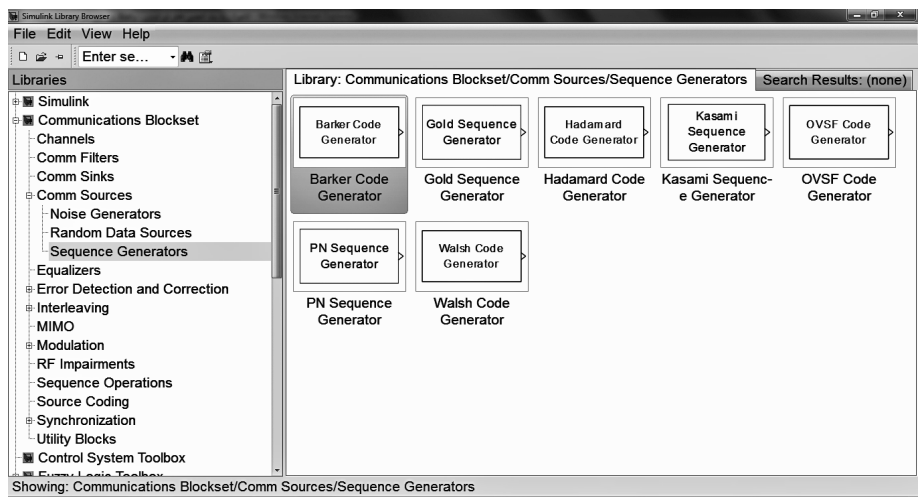 Simulink Library Browser
File Edit View Help
Enter se...
Libraries
Library: Communications Blockset/Comm Sources/Sequence Generators
Search Results: (none)
Simulink
Communications Blockset
Channels
Comm Filters
Comm Sinks
Comm Sources
Noise Generators
Random Data Sources
Sequence Generators
Equalizers
Error Detection and Correction
Interleaving
MIMO
Modulation
RF Impairments
Sequence Operations
Source Coding
Synchronization
Utility Blocks
Control System Toolbox
Fuzzy Logic Toolbox
Barker Code
Generator
Barker Code
Generator
Gold Sequence
Generator
Gold Sequence
Generator
Hadamard
Code Generator
Hadamard Code
Generator
Kasami
Sequence
Generator
Kasami Sequenc-
e Generator
OVSF Code
Generator
OVSF Code
Generator
PN Sequence
Generator
PN Sequence
Generator
Walsh Code
Generator
Walsh Code
Generator
Showing: Communications Blockset/Comm Sources/Sequence Generators